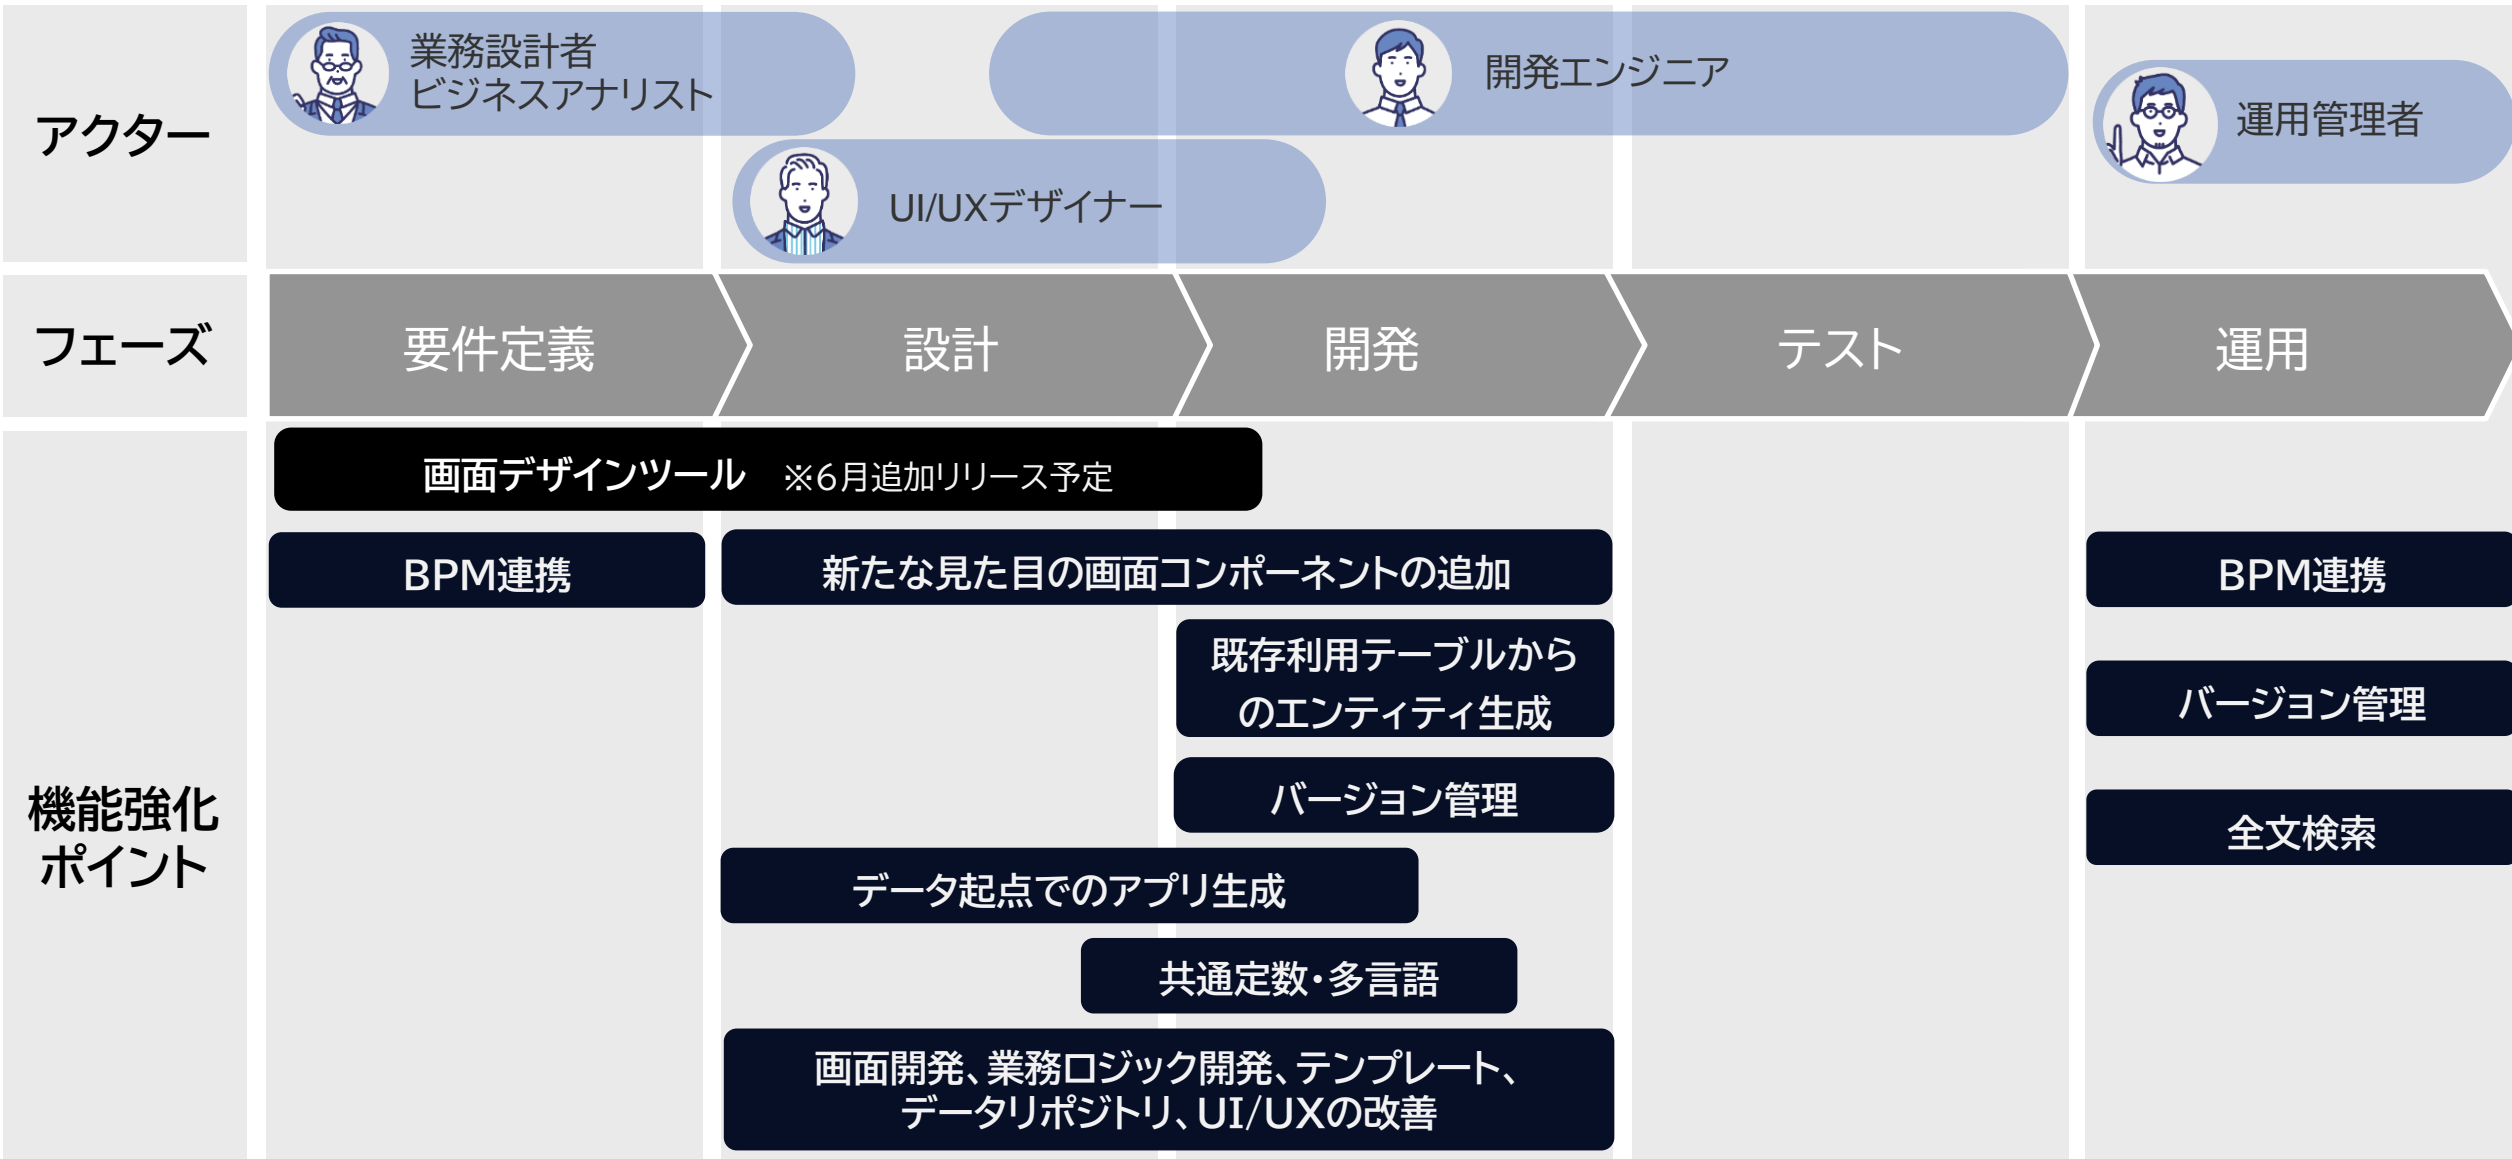 アクター
業務設計者
ビジネスアナリスト
開発エンジニア
運用管理者
UI/UXデザイナー
フェーズ
要件定義
設計
開発
テスト
運用
機能強化
ポイント
画面デザインツール ※6月追加リリース予定
BPM連携
新たな見た目の画面コンポーネントの追加
BPM連携
既存利用テーブルから
のエンティティ生成
バージョン管理
バージョン管理
全文検索
データ起点でのアプリ生成
共通定数・多言語
画面開発、業務ロジック開発、テンプレート、
データリポジトリ、UI/UXの改善